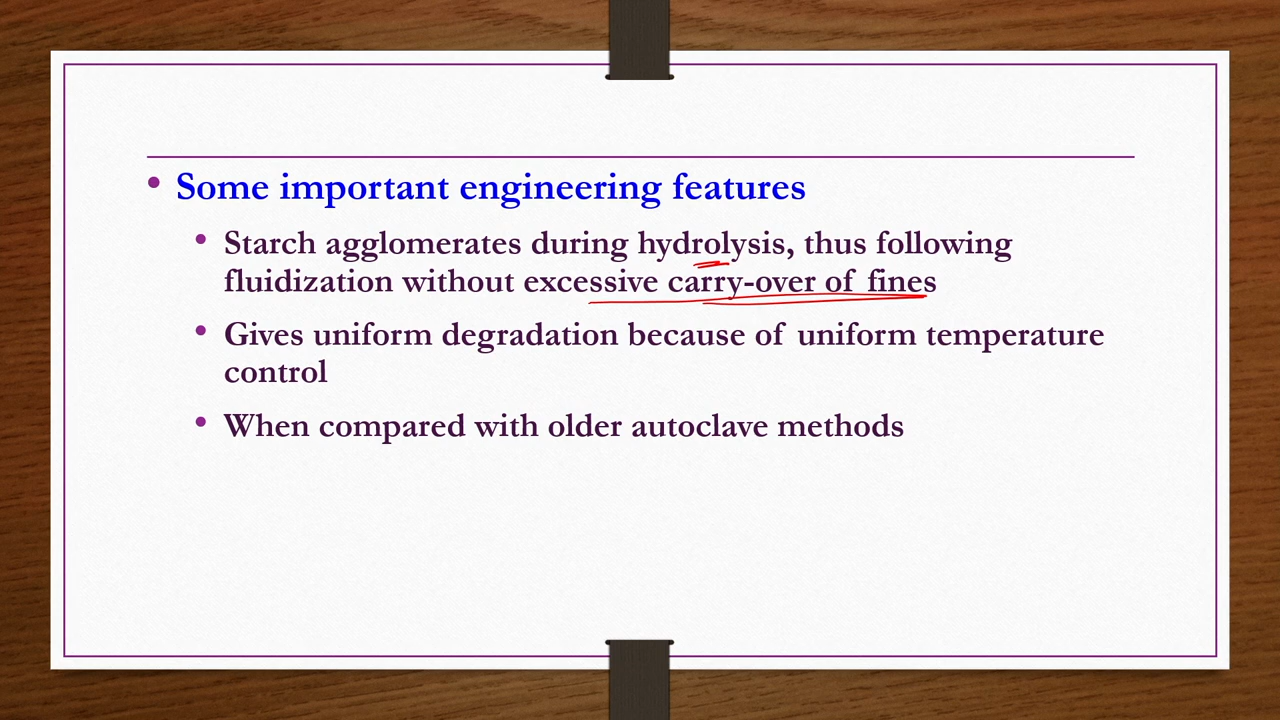 Some important engineering features
Starch agglomerates during hydrolysis, thus following
fluidization without excessive carry-over of fines
Gives uniform degradation because of uniform temperature
control
When compared with older autoclave methods